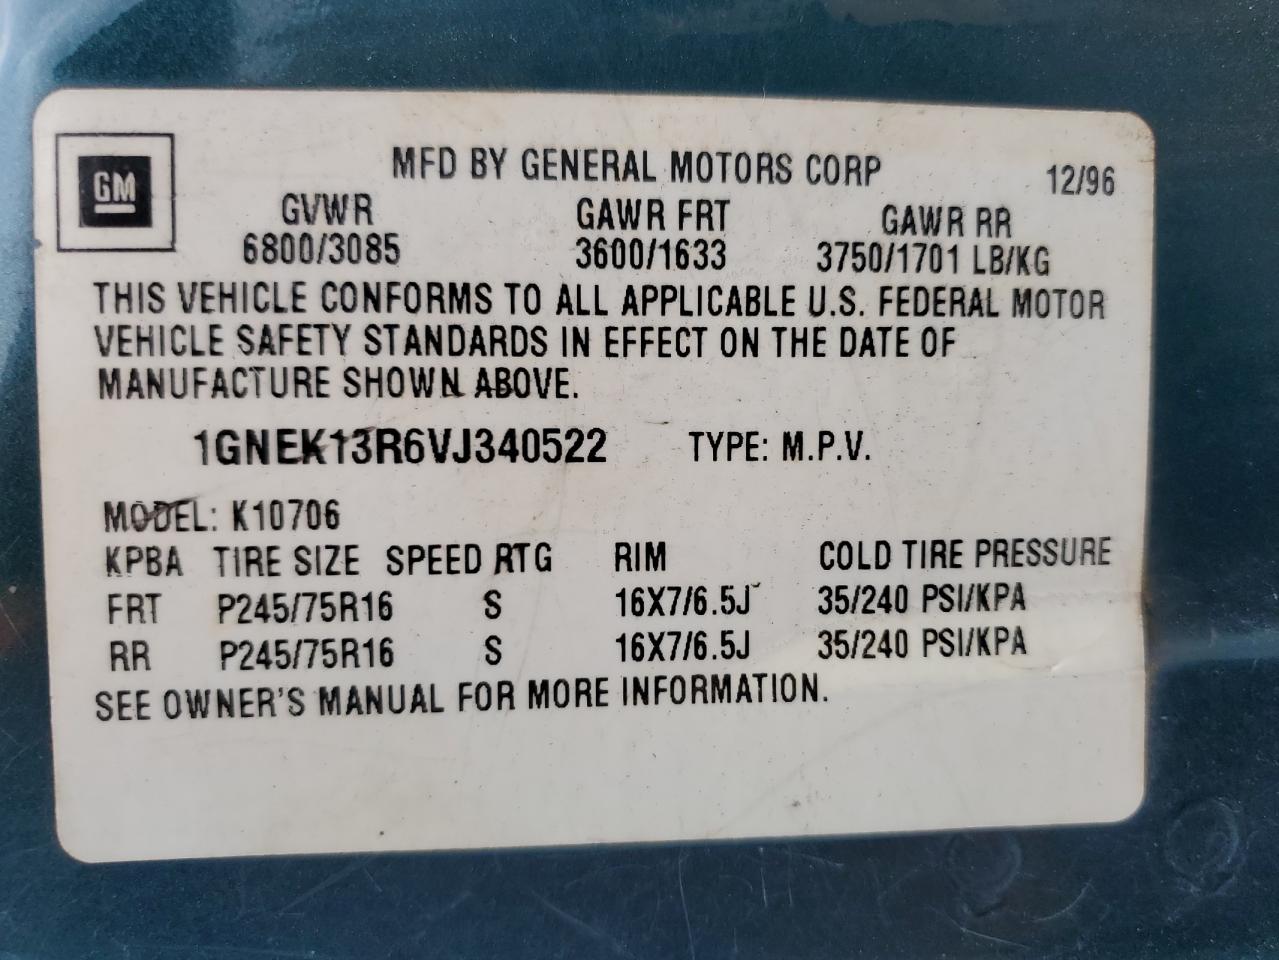 GM
MFD BY GENERAL MOTORS CORP 12/96
GVWR GAWR FRT GAWR RR
6800/3085 3600/1633 3750/1701 LB/KG
THIS VEHICLE CONFORMS TO ALL APPLICABLE U.S. FEDERAL MOTOR
VEHICLE SAFETY STANDARDS IN EFFECT ON THE DATE OF
MANUFACTURE SHOWN ABOVE.
1GNEK13R6VJ340522 TYPE: M.P.V.
MODEL: K10706
KPBA TIRE SIZE SPEED RTG RIM COLD TIRE PRESSURE
FRT P245/75R16 S 16X7/6.5J 35/240 PSI/KPA
RR P245/75R16 S 16X7/6.5J 35/240 PSI/KPA
SEE OWNER'S MANUAL FOR MORE INFORMATION.